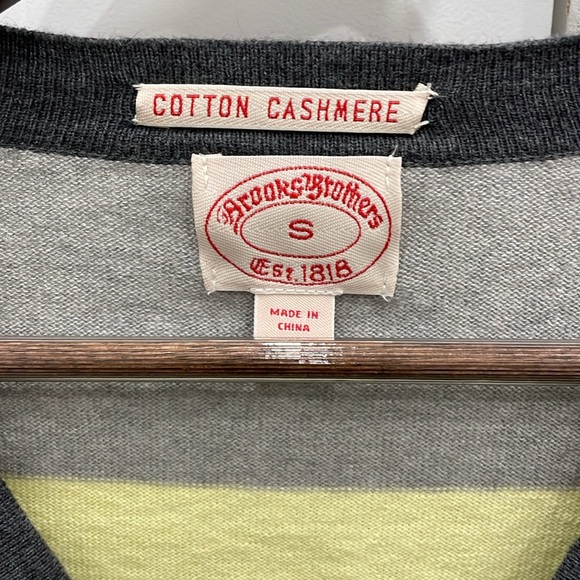 COTTON CASHMERE
Brooks Brothers
S
Est. 1818
MADE IN
CHINA